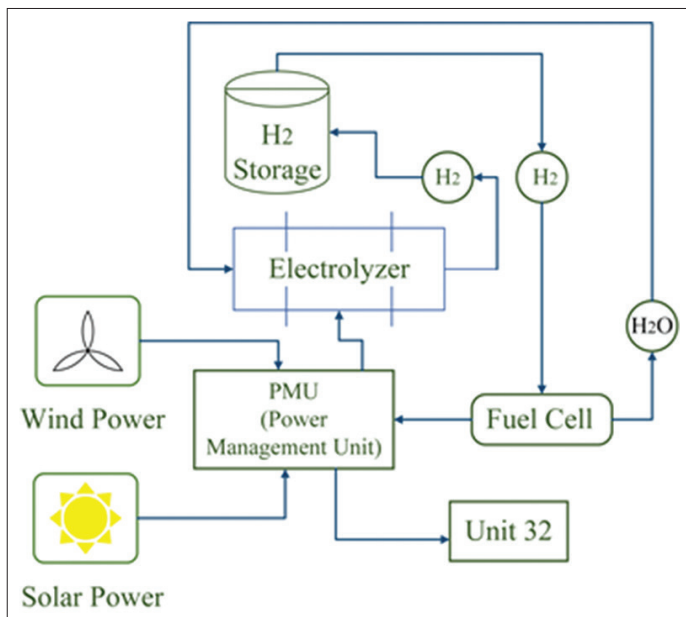 H2
Storage
H2
H2
Electrolyzer
H2O
Wind Power
PMU
(Power
Management Unit)
Fuel Cell
Unit 32
Solar Power